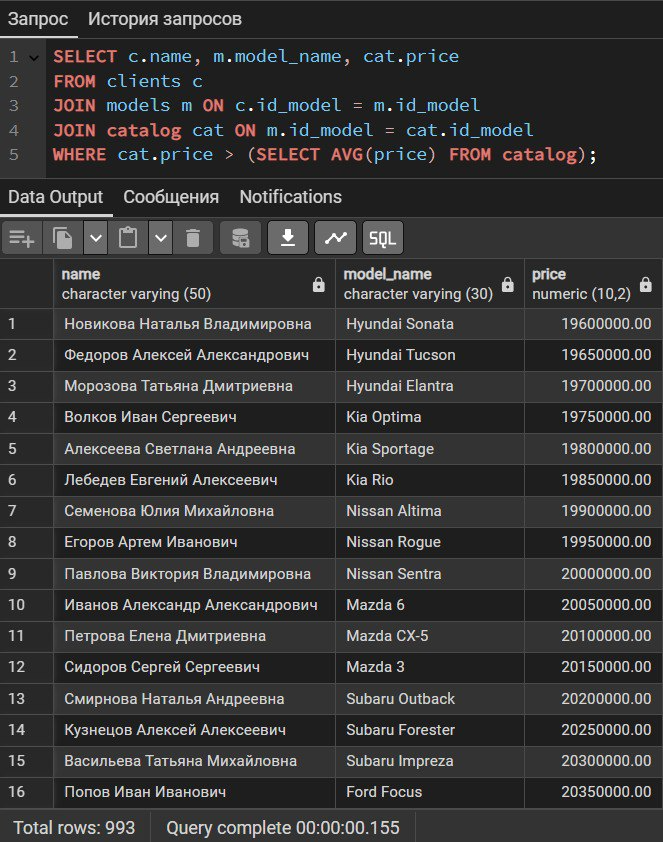 Запрос История запросов
1 SELECT c.name, m.model_name, cat.price
2 FROM clients c
3 JOIN models m ON c.id_model = m.id_model
4 JOIN catalog cat ON m.id_model = cat.id_model
5 WHERE cat.price > (SELECT AVG(price) FROM catalog);
Data Output Сообщения Notifications
SQL
name model_name price
character varying (50) character varying (30) numeric (10,2)
1 Новикова Наталья Владимировна Hyundai Sonata 19600000.00
2 Федоров Алексей Александрович Hyundai Tucson 19650000.00
3 Морозова Татьяна Дмитриевна Hyundai Elantra 19700000.00
4 Волков Иван Сергеевич Kia Optima 19750000.00
5 Алексеева Светлана Андреевна Kia Sportage 19800000.00
6 Лебедев Евгений Алексеевич Kia Rio 19850000.00
7 Семенова Юлия Михайловна Nissan Altima 19900000.00
8 Егоров Артем Иванович Nissan Rogue 19950000.00
9 Павлова Виктория Владимировна Nissan Sentra 20000000.00
10 Иванов Александр Александрович Mazda 6 20050000.00
11 Петрова Елена Дмитриевна Mazda CX-5 20100000.00
12 Сидоров Сергей Сергеевич Mazda 3 20150000.00
13 Смирнова Наталья Андреевна Subaru Outback 20200000.00
14 Кузнецов Алексей Алексеевич Subaru Forester 20250000.00
15 Васильева Татьяна Михайловна Subaru Impreza 20300000.00
16 Попов Иван Иванович Ford Focus 20350000.00
Total rows: 993 Query complete 00:00:00.155